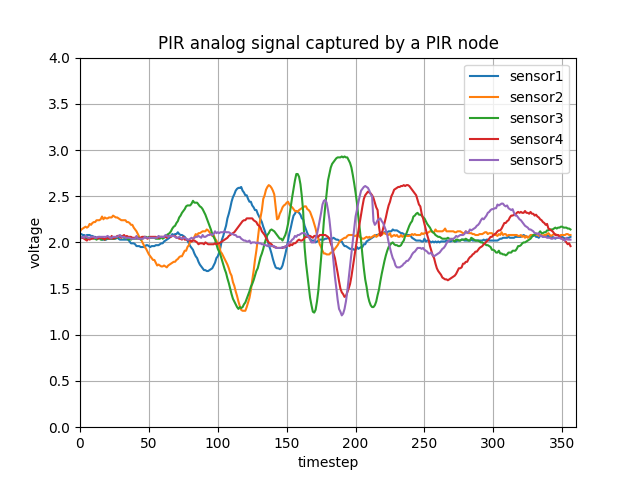 PIR analog signal captured by a PIR node
4.0
3.5
3.0
2.5
2.0
1.5
1.0
0.5
0.0
voltage
sensor1
sensor2
sensor3
sensor4
sensor5
0 50 100 150 200 250 300 350
timestep